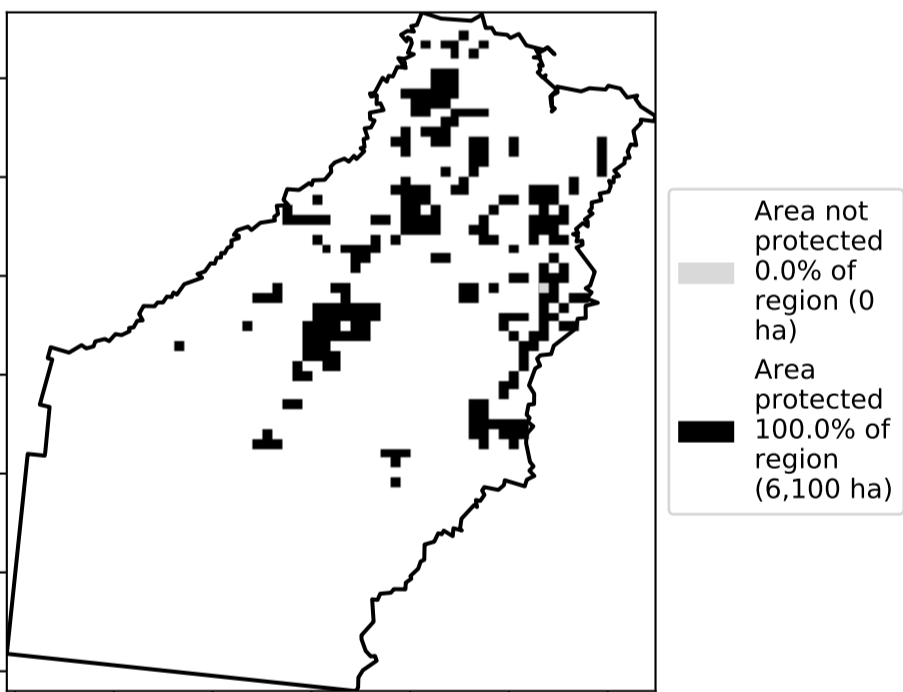 Area not
protected
0.0% of
region (0
ha)
Area
protected
100.0% of
region
(6,100 ha)